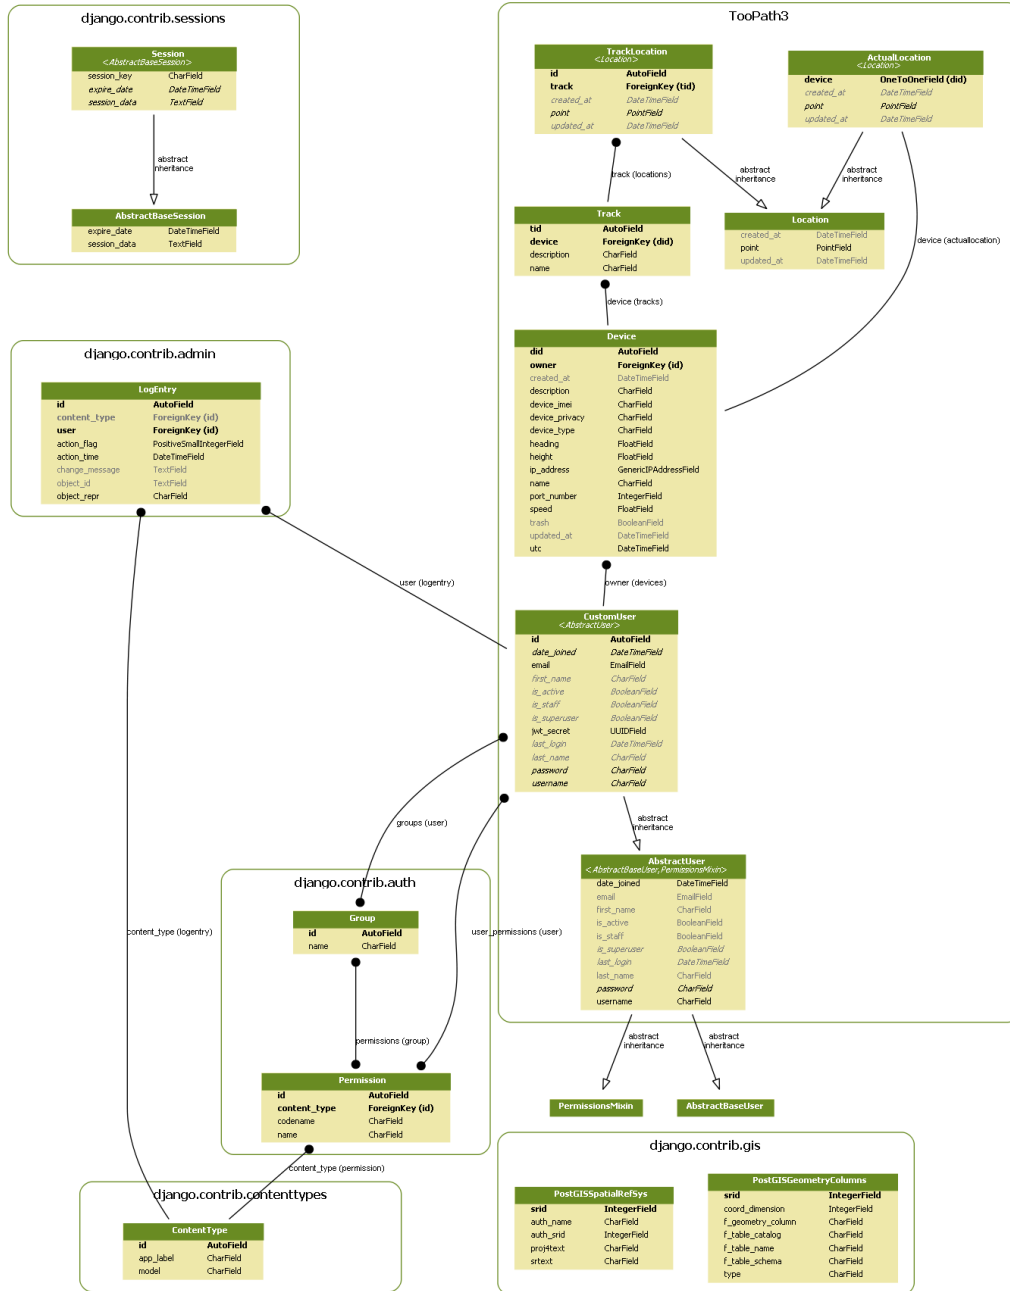 django.contrib.sessions
Session
<AbstractBaseSession>
session_key CharField
expire_date DateTimeField
session_data TextField
abstract
inheritance
AbstractBaseSession
expire_date DateTimeField
session_data TextField
TooPath3
TrackLocation
<Location>
id AutoField
track ForeignKey (tid)
created_at DateTimeField
point PointField
updated_at DateTimeField
ActualLocation
<Location>
device OneToOneField (did)
created_at DateTimeField
point PointField
updated_at DateTimeField
track (locations)
abstract
inheritance
abstract
inheritance
device (actuallocation)
Track
tid AutoField
device ForeignKey (did)
description CharField
name CharField
Location
created_at DateTimeField
point PointField
updated_at DateTimeField
device (tracks)
Device
did AutoField
owner ForeignKey (id)
created_at DateTimeField
description CharField
device_imei CharField
device_privacy CharField
device_type CharField
heading FloatField
height FloatField
ip_address GenericIPAddressField
name CharField
port_number IntegerField
speed FloatField
trash BooleanField
updated_at DateTimeField
utc DateTimeField
owner (devices)
django.contrib.admin
LogEntry
id AutoField
content_type ForeignKey (id)
user ForeignKey (id)
action_flag PositiveSmallIntegerField
action_time DateTimeField
change_message TextField
object_id TextField
object_repr CharField
user (logentry)
CustomUser
<AbstractUser>
id AutoField
date_joined DateTimeField
email EmailField
first_name CharField
is_active BooleanField
is_staff BooleanField
is_superuser BooleanField
jwt_secret UUIDField
last_login DateTimeField
last_name CharField
password CharField
username CharField
groups (user)
abstract
inheritance
AbstractUser
<AbstractBaseUser,PermissionsMixin>
date_joined DateTimeField
email EmailField
first_name CharField
is_active BooleanField
is_staff BooleanField
is_superuser BooleanField
last_login DateTimeField
last_name CharField
password CharField
username CharField
django.contrib.auth
Group
id AutoField
name CharField
content_type (logentry)
user_permissions (user)
permissions (group)
abstract
inheritance
abstract
inheritance
Permission
id AutoField
content_type ForeignKey (id)
codename CharField
name CharField
PermissionsMixin
AbstractBaseUser
content_type (permission)
django.contrib.contenttypes
ContentType
id AutoField
app_label CharField
model CharField
django.contrib.gis
PostGISSpatialRefSys
srid IntegerField
auth_name CharField
auth_srid IntegerField
proj4text CharField
srtext CharField
PostGISGeometryColumns
srid IntegerField
coord_dimension IntegerField
f_geometry_column CharField
f_table_catalog CharField
f_table_name CharField
f_table_schema CharField
type CharField